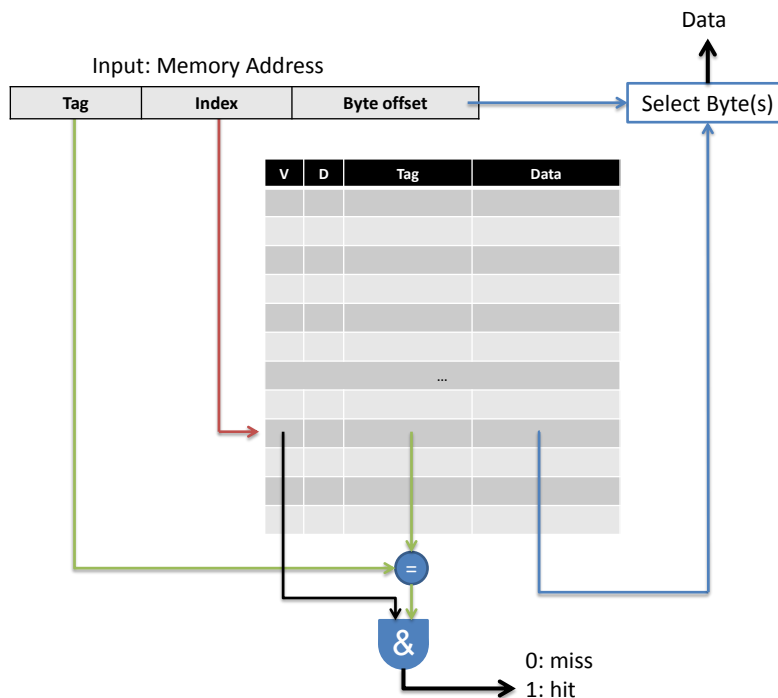 Data
Input: Memory Address
Tag Index Byte offset
Select Byte(s)
V D Tag Data
...
=
&
0: miss
1: hit